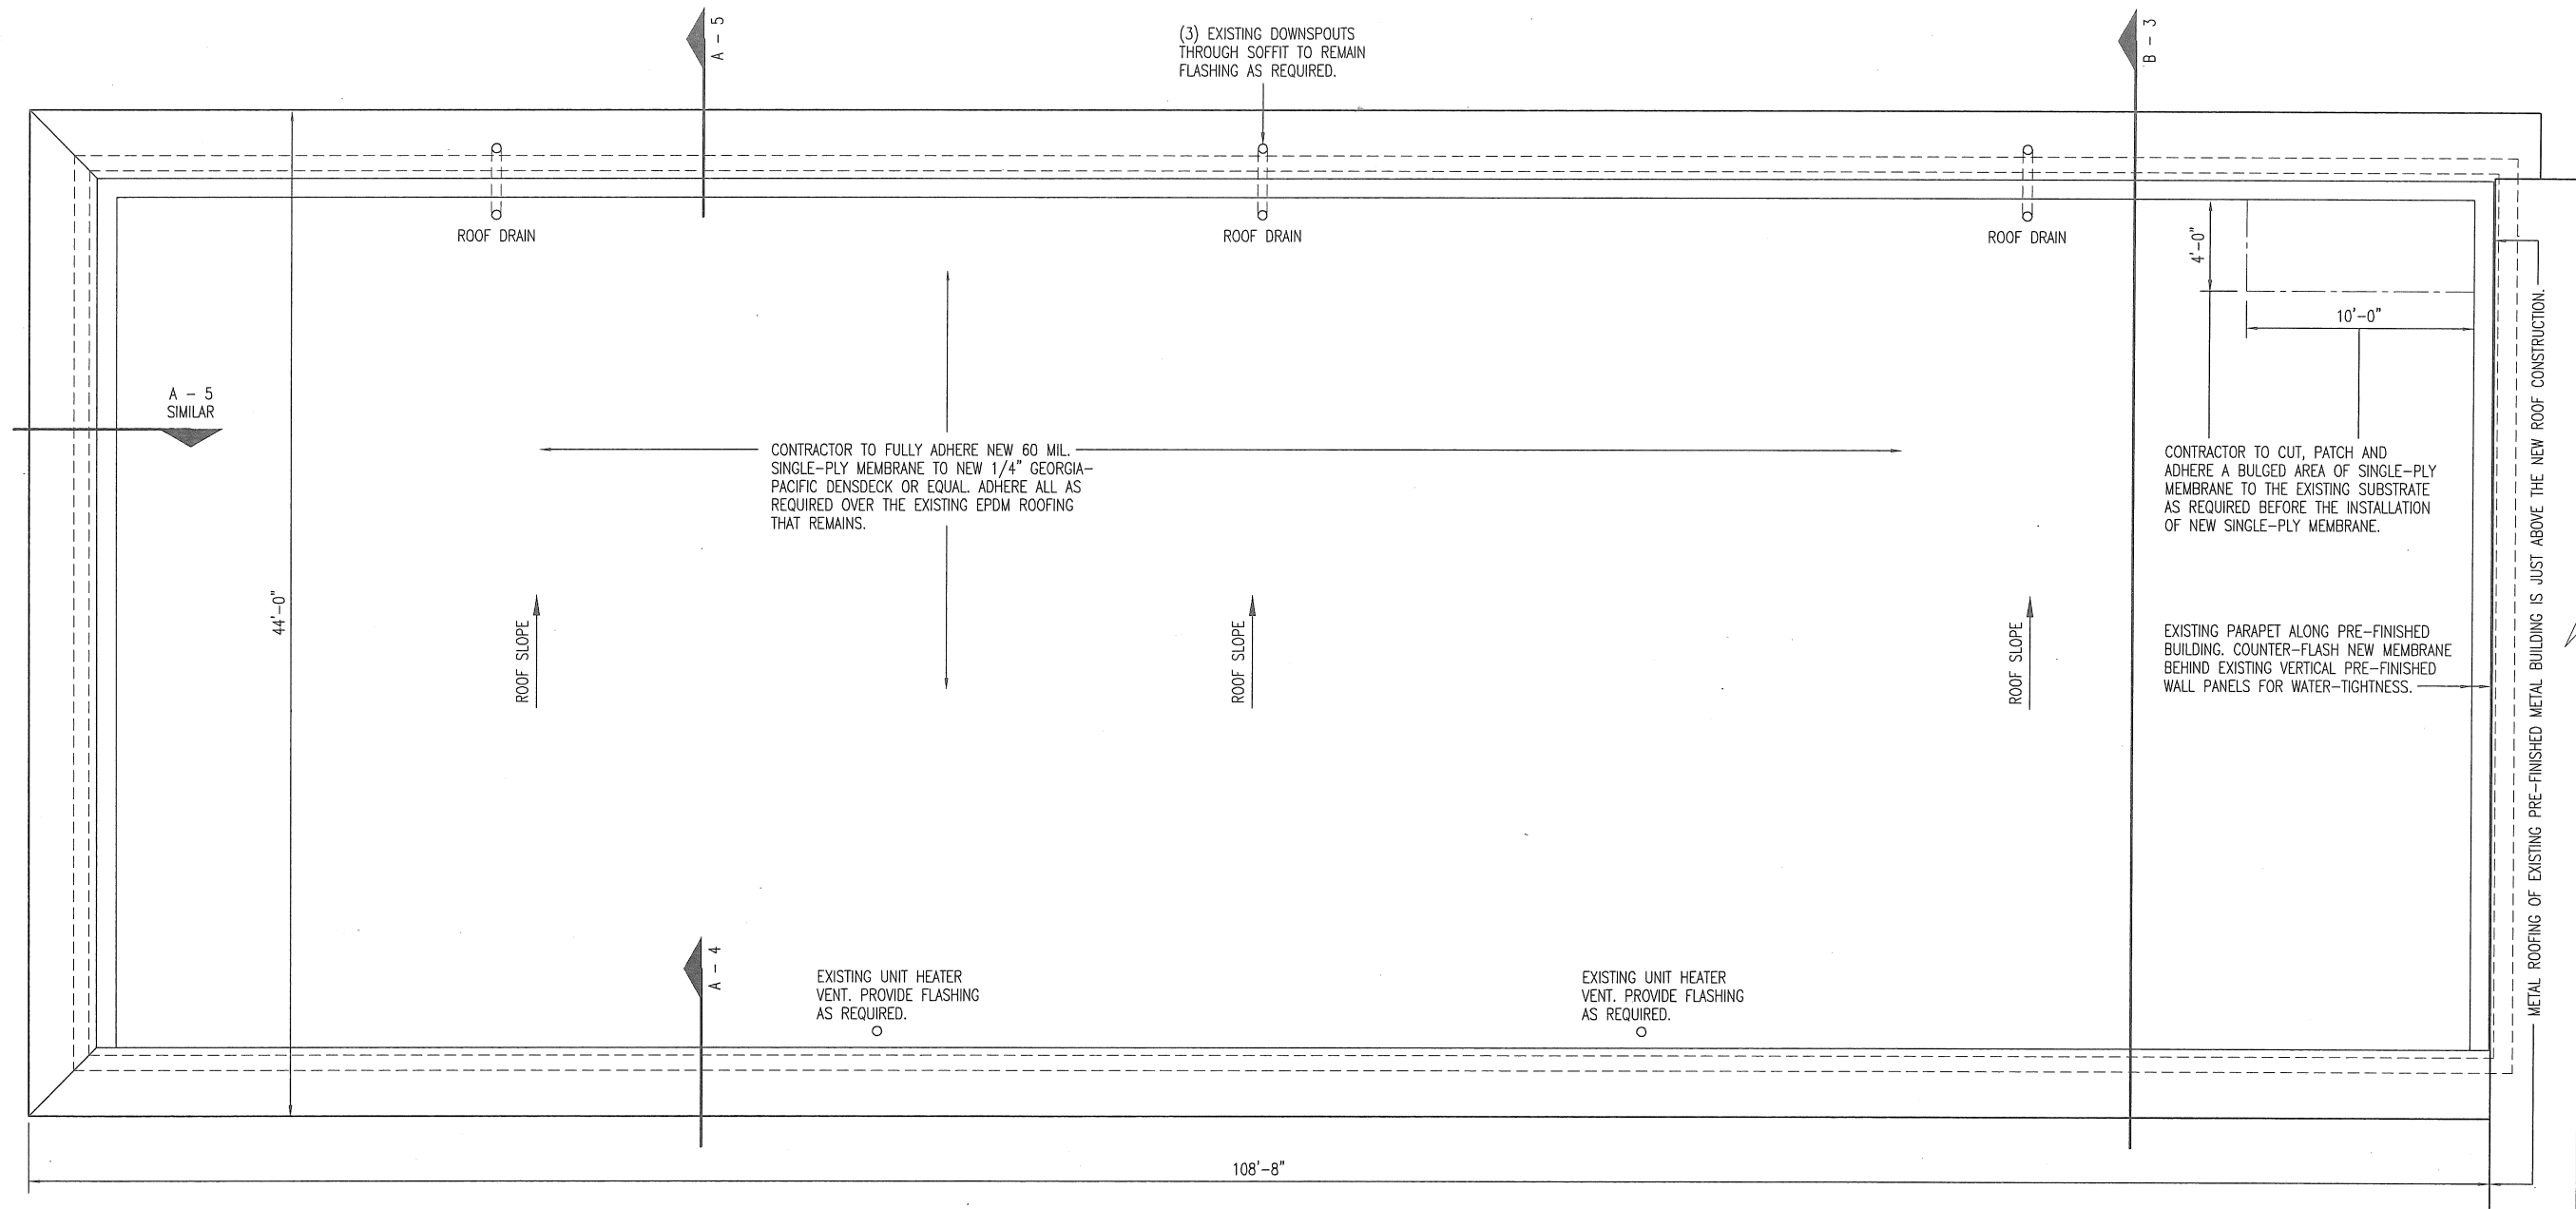 A - 5
(3) EXISTING DOWNSPOUTS
THROUGH SOFFIT TO REMAIN
FLASHING AS REQUIRED.
B - 3
ROOF DRAIN
ROOF DRAIN
ROOF DRAIN
4'-0"
10'-0"
A - 5
SIMILAR
CONTRACTOR TO FULLY ADHERE NEW 60 MIL.
SINGLE-PLY MEMBRANE TO NEW 1/4" GEORGIA-
PACIFIC DENSDECK OR EQUAL. ADHERE ALL AS
REQUIRED OVER THE EXISTING EPDM ROOFING
THAT REMAINS.
CONTRACTOR TO CUT, PATCH AND
ADHERE A BULGED AREA OF SINGLE-PLY
MEMBRANE TO THE EXISTING SUBSTRATE
AS REQUIRED BEFORE THE INSTALLATION
OF NEW SINGLE-PLY MEMBRANE.
44'-0"
ROOF SLOPE
ROOF SLOPE
ROOF SLOPE
EXISTING PARAPET ALONG PRE-FINISHED
BUILDING. COUNTER-FLASH NEW MEMBRANE
BEHIND EXISTING VERTICAL PRE-FINISHED
WALL PANELS FOR WATER-TIGHTNESS.
METAL ROOFING OF EXISTING PRE-FINISHED METAL BUILDING IS JUST ABOVE THE NEW ROOF CONSTRUCTION.
A - 4
EXISTING UNIT HEATER
VENT. PROVIDE FLASHING
AS REQUIRED.
EXISTING UNIT HEATER
VENT. PROVIDE FLASHING
AS REQUIRED.
108'-8"